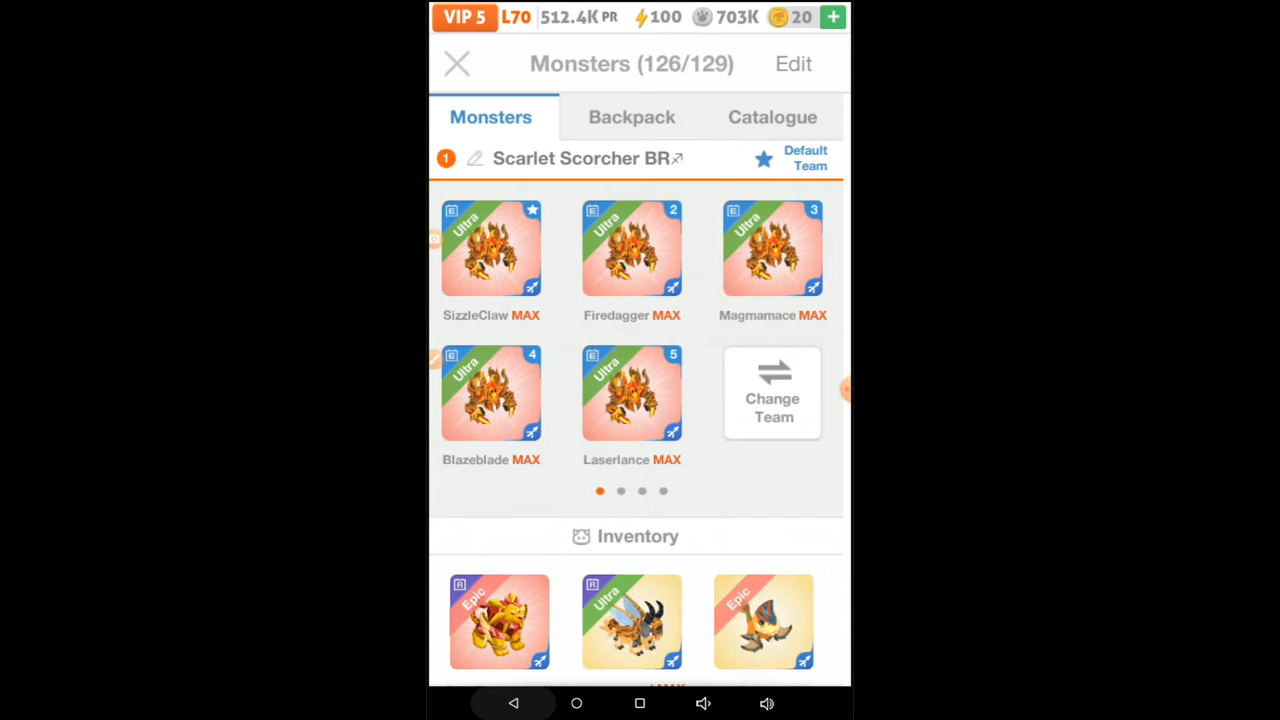 VIP 5 L70 512.4K PR 100 703K 20 +
Monsters (126/129) Edit
Monsters Backpack Catalogue
1 Scarlet Scorcher BR♐ Default Team
E Ultra E Ultra 2 E Ultra 3
SizzleClaw MAX Firedagger MAX Magmamace MAX
E Ultra 4 E Ultra 5 Change Team
Blazeblade MAX Laserlance MAX
Inventory
R Epic R Ultra Epic
MAX